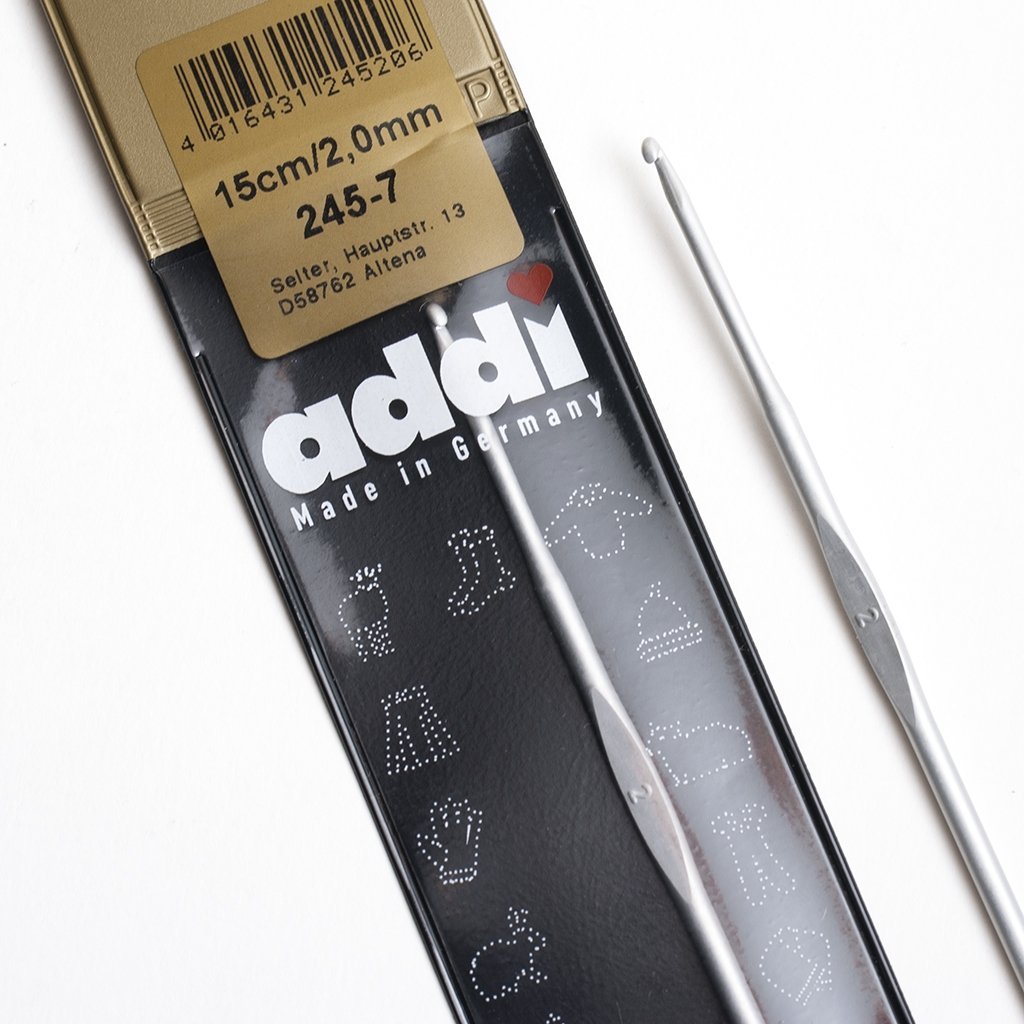 4 016431 245206
15cm/2,0mm
245-7
Selter, Hauptstr. 13
D58762 Altena
P
addi
Made in Germany
2
2